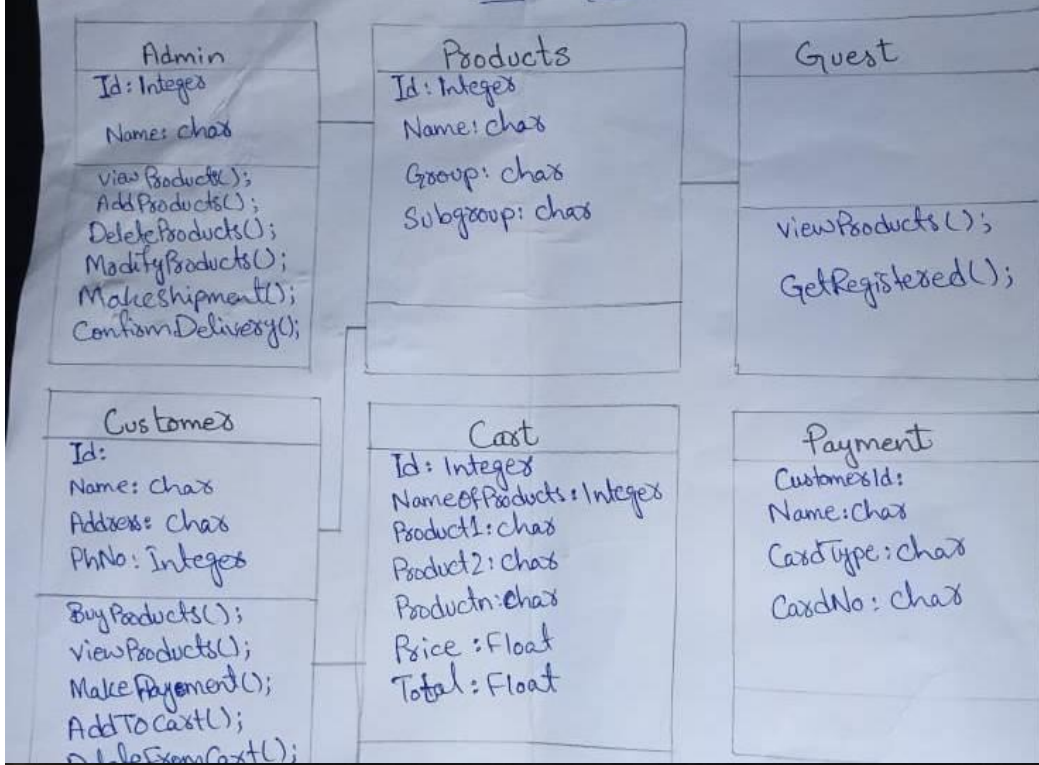 Admin
Id: Integer
Name: char
viewProducts();
AddProducts();
DeleteProducts();
ModifyProducts();
Makeshipment();
ConfirmDelivery();
Products
Id: Integer
Name: char
Group: char
Subgroup: char
Guest
viewProducts();
GetRegistered();
Customer
Id:
Name: char
Address: char
PhNo: Integer
BuyProducts();
viewProducts();
MakePayement();
AddToCart();
DeleteFromCart();
Cart
Id: Integer
NameOfProducts: Integer
Product1: char
Product2: char
Productn: char
Price: Float
Total: Float
Payment
CustomerId:
Name: char
CardType: char
CardNo: char